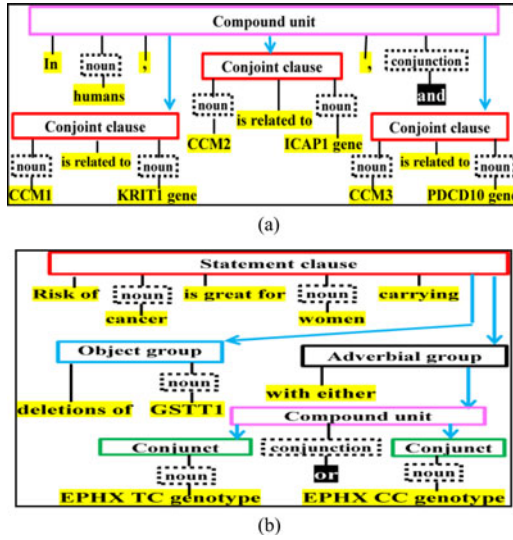 Compound unit
In noun , , conjunction
humans and
Conjoint clause
noun is related to noun
CCM2 ICAP1 gene
Conjoint clause Conjoint clause
noun is related to noun noun is related to noun
CCM1 KRIT1 gene CCM3 PDCD10 gene
(a)
Statement clause
Risk of noun is great for noun carrying
cancer women
Object group Adverbial group
noun
deletions of GSTT1 with either
Compound unit
Conjunct conjunction Conjunct
noun or noun
EPHX TC genotype EPHX CC genotype
(b)